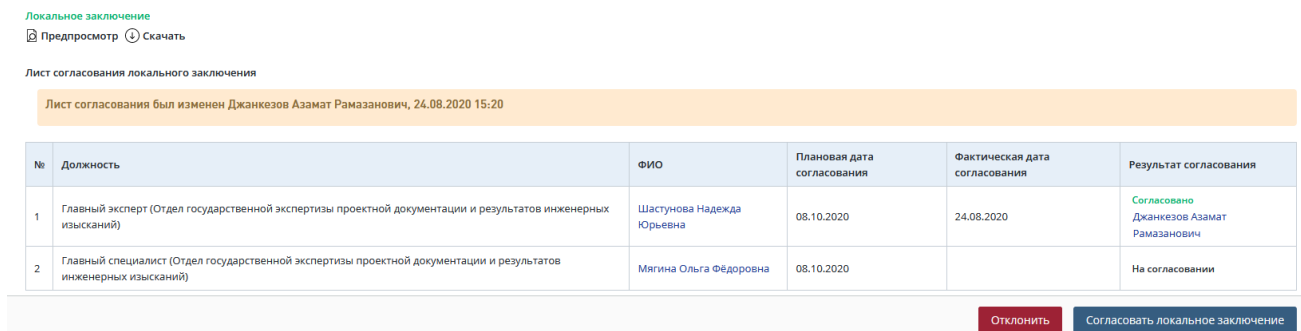 Локальное заключение
Предпросмотр Скачать
Лист согласования локального заключения
Лист согласования был изменен Джанкезов Азамат Рамазанович, 24.08.2020 15:20
№ Должность ФИО Плановая дата согласования Фактическая дата согласования Результат согласования
1 Главный эксперт (Отдел государственной экспертизы проектной документации и результатов инженерных изысканий) Шастунова Надежда Юрьевна 08.10.2020 24.08.2020 Согласовано Джанкезов Азамат Рамазанович
2 Главный специалист (Отдел государственной экспертизы проектной документации и результатов инженерных изысканий) Мягина Ольга Фёдоровна 08.10.2020 На согласовании
Отклонить Согласовать локальное заключение